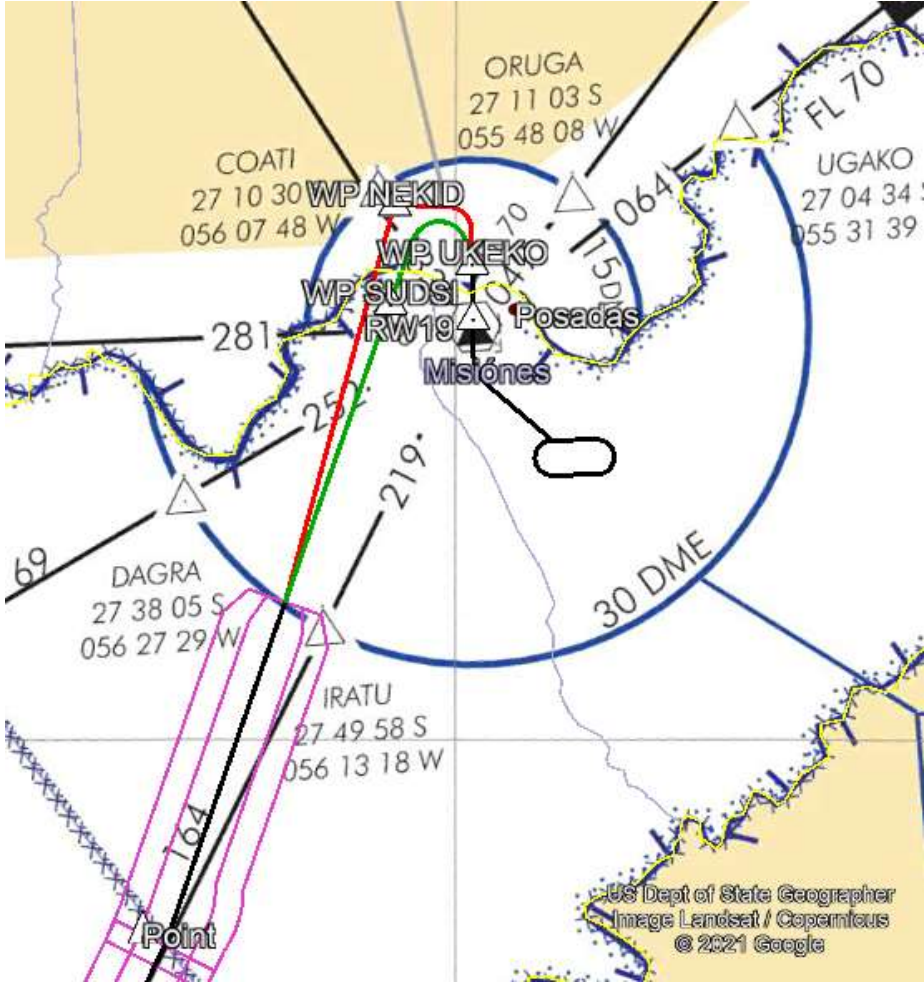 ORUGA
27 11 03 S
055 48 08 W
FL 70
COATI
27 10 30
056 07 48 W
UGAKO
27 04 34
055 31 39
WP NEKID
064
70
WP UKEKO
04
15 D
WP SUDSI
RW19
Posadas
281
Misiónes
252
219
69
DAGRA
27 38 05 S
056 27 29 W
30 DME
IRATU
27 49 58 S
056 13 18 W
164
Point
US Dept of State Geographer
Image Landsat / Copernicus
© 2021 Google